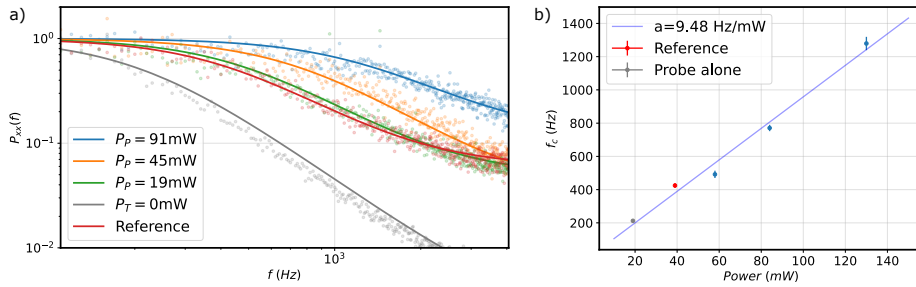 a)
10⁰
10⁻¹
10⁻²
P_xx(f)
P_P = 91mW
P_P = 45mW
P_P = 19mW
P_T = 0mW
Reference
10³
f (Hz)
b)
1400
1200
1000
800
600
400
200
f_c (Hz)
a=9.48 Hz/mW
Reference
Probe alone
20 40 60 80 100 120 140
Power (mW)